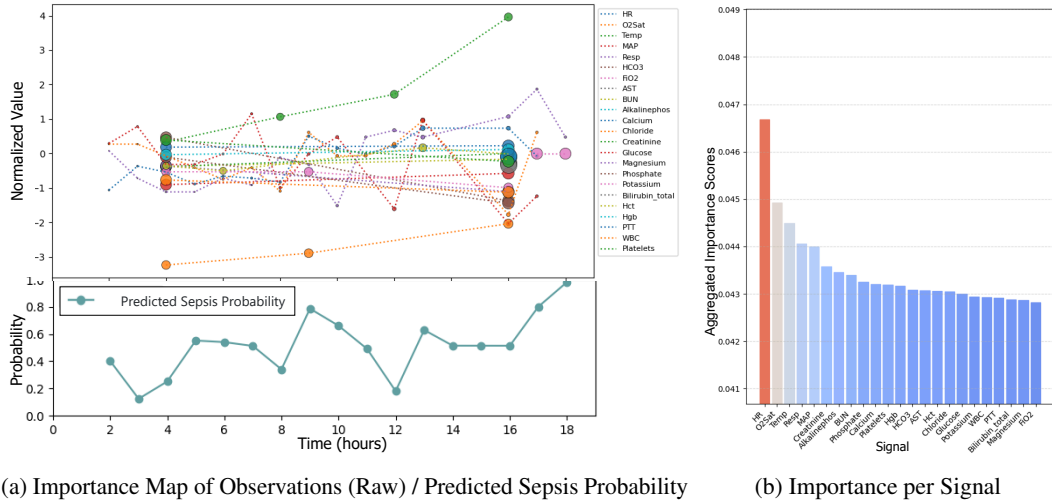 Normalized Value
4
3
2
1
0
-1
-2
-3
HR
O2Sat
Temp
MAP
Resp
HCO3
FiO2
AST
BUN
Alkalinephos
Calcium
Chloride
Creatinine
Glucose
Magnesium
Phosphate
Potassium
Bilirubin_total
Hct
Hgb
PTT
WBC
Platelets
Probability
1.0
0.8
0.6
0.4
0.2
0.0
Predicted Sepsis Probability
0 2 4 6 8 10 12 14 16 18
Time (hours)
(a) Importance Map of Observations (Raw) / Predicted Sepsis Probability
Aggregated Importance Scores
0.049
0.048
0.047
0.046
0.045
0.044
0.043
0.042
0.041
HR
O2Sat
Temp
Resp
MAP
Creatinine
Alkalinephos
BUN
Phosphate
Calcium
Platelets
Hgb
HCO3
AST
Hct
Chloride
Glucose
Potassium
WBC
PTT
Bilirubin_total
Magnesium
FiO2
Signal
(b) Importance per Signal